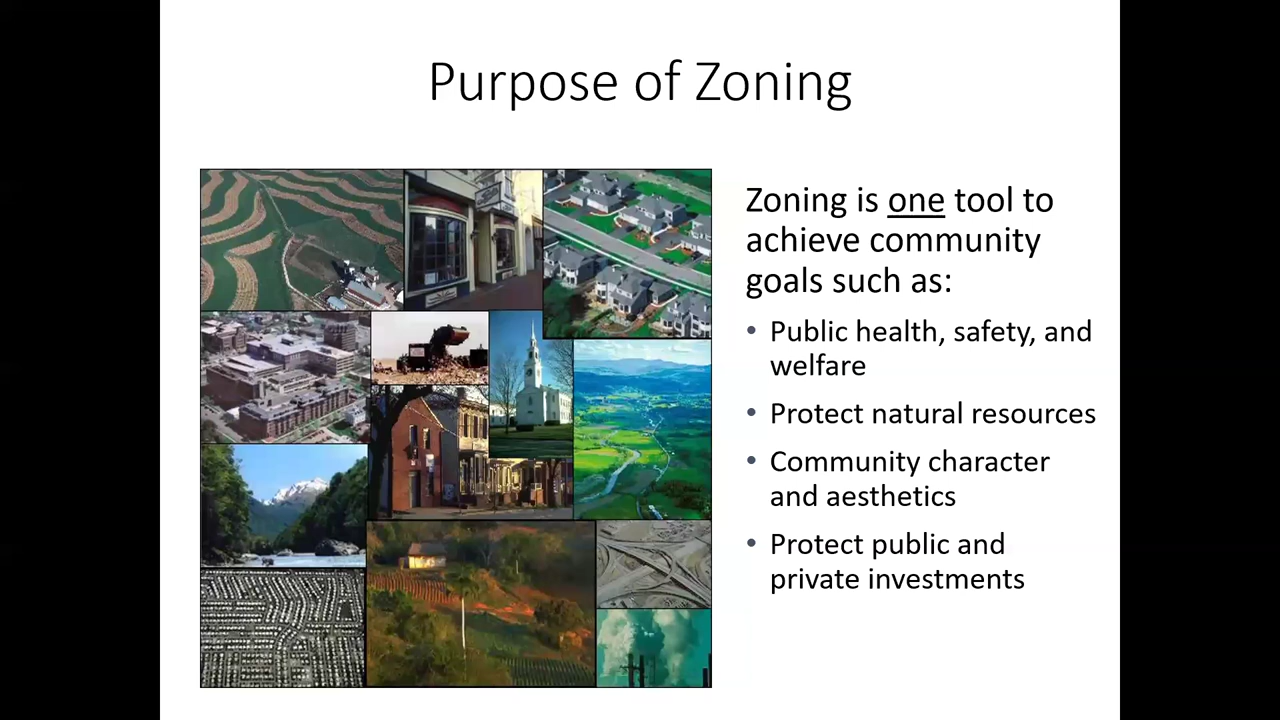 Purpose of Zoning
Zoning is one tool to
achieve community
goals such as:
• Public health, safety, and
welfare
• Protect natural resources
• Community character
and aesthetics
• Protect public and
private investments